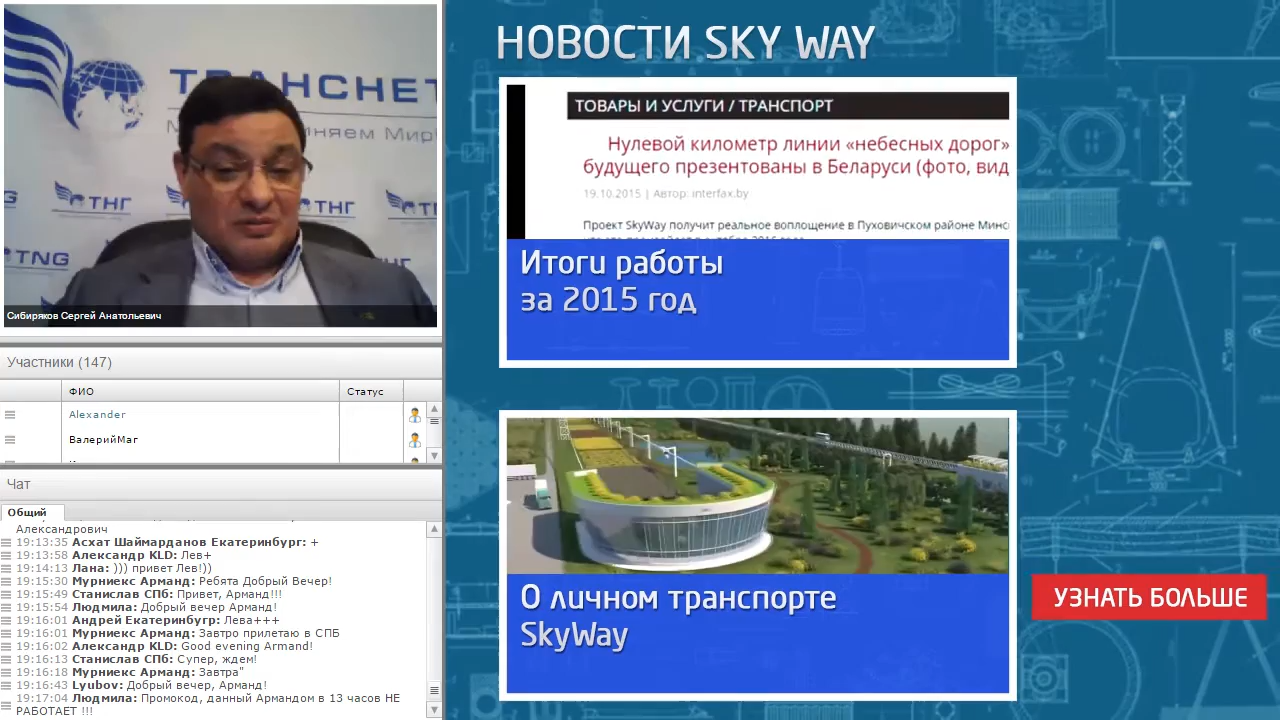 ТРАНСНЕТ
ТНГ
ТНГ
ТНГ
TNG
ТНГ
Сибиряков Сергей Анатольевич
Участники (147)
ФИО
Статус
Alexander
ВалерийМаг
Чат
Общий
Александрович
19:13:35 Асхат Шаймарданов Екатеринбург: +
19:13:58 Александр KLD: Лев+
19:14:13 Лана: ))) привет Лев!))
19:15:30 Мурниекс Арманд: Ребята Добрый Вечер!
19:15:49 Станислав СПб: Привет, Арманд!!!
19:15:54 Людмила: Добрый вечер Арманд!
19:16:01 Андрей Екатеринбугр: Лева+++
19:16:01 Мурниекс Арманд: Завтро прилетаю в СПБ
19:16:02 Александр KLD: Good evening Armand!
19:16:13 Станислав СПб: Супер, ждем!
19:16:18 Мурниекс Арманд: Завтра"
19:16:43 Lyubov: Добрый вечер, Арманд!
19:17:04 Людмила: Промокод, данный Армандом в 13 часов НЕ
РАБОТАЕТ !!!
НОВОСТИ SKY WAY
ТОВАРЫ И УСЛУГИ / ТРАНСПОРТ
Нулевой километр линии «небесных дорог»
будущего презентованы в Беларуси (фото, вид
19.10.2015 | Автор: interfax.by
Проект SkyWay получит реальное воплощение в Пуховичском районе Минс
Итоги работы
за 2015 год
О личном транспорте
SkyWay
УЗНАТЬ БОЛЬШЕ